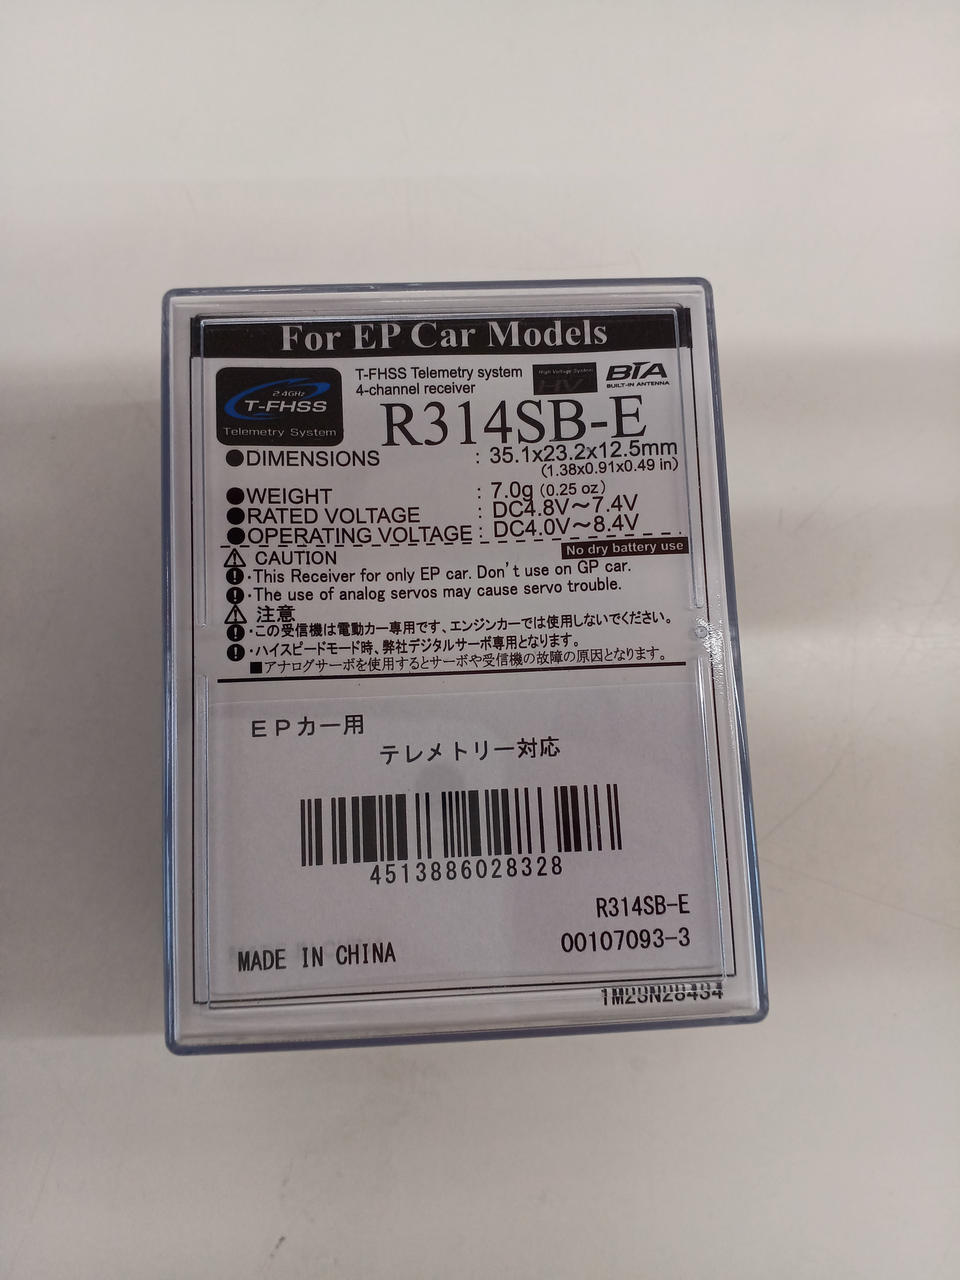 For EP Car Models
2.4GHz
T-FHSS
Telemetry System
T-FHSS Telemetry system
4-channel receiver
High Voltage System
HV
BTA
BUILT-IN ANTENNA
R314SB-E
●DIMENSIONS : 35.1x23.2x12.5mm
(1.38x0.91x0.49 in)
●WEIGHT : 7.0g (0.25 oz)
●RATED VOLTAGE : DC4.8V～7.4V
●OPERATING VOLTAGE : DC4.0V～8.4V
No dry battery use
CAUTION
・This Receiver for only EP car. Don't use on GP car.
・The use of analog servos may cause servo trouble.
注意
・この受信機は電動カー専用です、エンジンカーでは使用しないでください。
・ハイスピードモード時、弊社デジタルサーボ専用となります。
■アナログサーボを使用するとサーボや受信機の故障の原因となります。
EPカー用
テレメトリー対応
4513886028328
R314SB-E
00107093-3
MADE IN CHINA